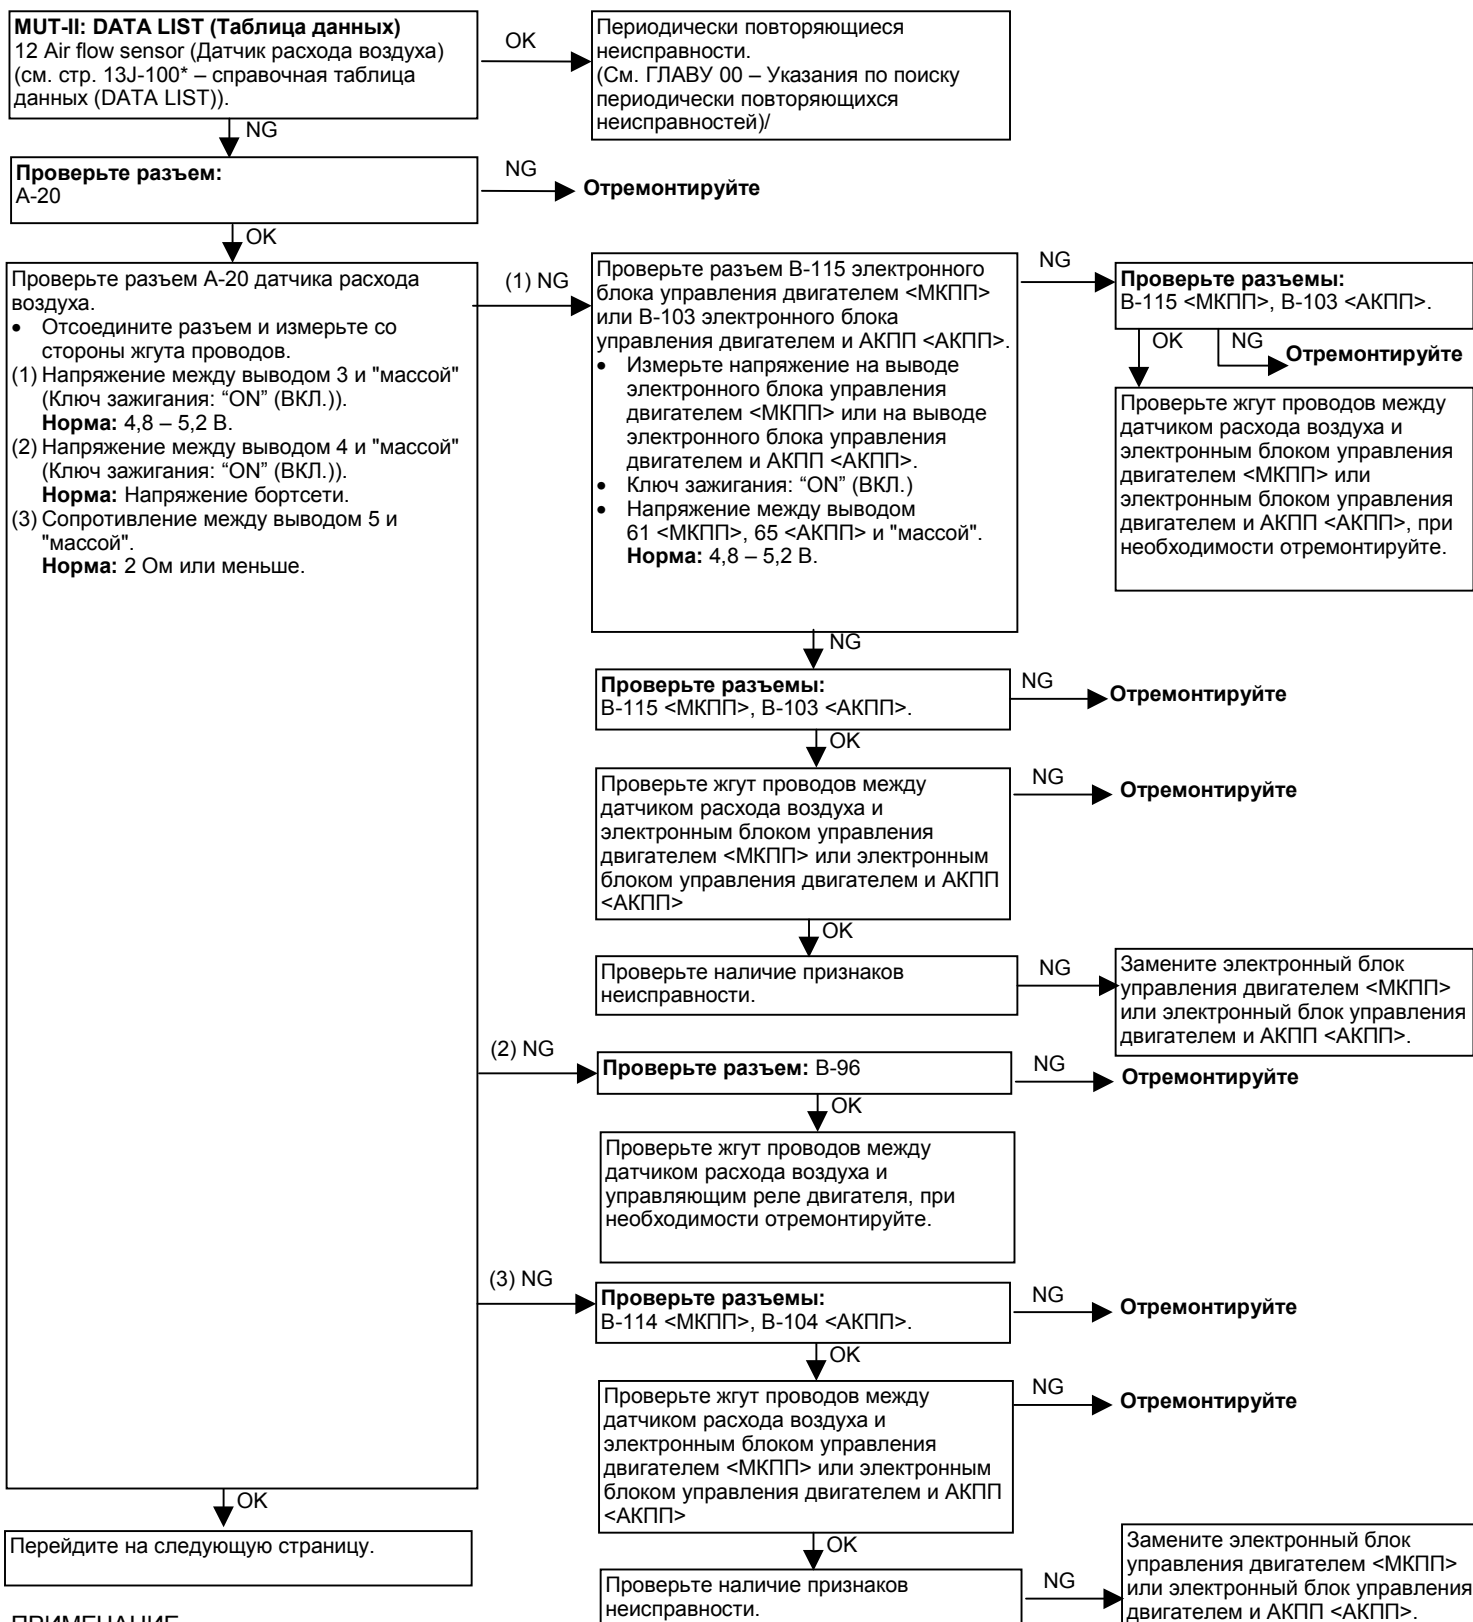 MUT-II: DATA LIST (Таблица данных)
12 Air flow sensor (Датчик расхода воздуха)
(см. стр. 13J-100* – справочная таблица
данных (DATA LIST)).
OK
Периодически повторяющиеся
неисправности.
(См. ГЛАВУ 00 – Указания по поиску
периодически повторяющихся
неисправностей)/
NG
Проверьте разъем:
А-20
NG
Отремонтируйте
OK
Проверьте разъем А-20 датчика расхода
воздуха.
• Отсоедините разъем и измерьте со
стороны жгута проводов.
(1) Напряжение между выводом 3 и "массой"
(Ключ зажигания: “ON” (ВКЛ.)).
Норма: 4,8 – 5,2 В.
(2) Напряжение между выводом 4 и "массой"
(Ключ зажигания: “ON” (ВКЛ.)).
Норма: Напряжение бортсети.
(3) Сопротивление между выводом 5 и
"массой".
Норма: 2 Ом или меньше.
(1) NG
Проверьте разъем В-115 электронного
блока управления двигателем <МКПП>
или В-103 электронного блока
управления двигателем и АКПП <АКПП>.
• Измерьте напряжение на выводе
электронного блока управления
двигателем <МКПП> или на выводе
электронного блока управления
двигателем и АКПП <АКПП>.
• Ключ зажигания: “ON” (ВКЛ.)
• Напряжение между выводом
61 <МКПП>, 65 <АКПП> и "массой".
Норма: 4,8 – 5,2 В.
NG
Проверьте разъемы:
В-115 <МКПП>, В-103 <АКПП>.
OK
NG
Отремонтируйте
Проверьте жгут проводов между
датчиком расхода воздуха и
электронным блоком управления
двигателем <МКПП> или
электронным блоком управления
двигателем и АКПП <АКПП>, при
необходимости отремонтируйте.
NG
Проверьте разъемы:
В-115 <МКПП>, В-103 <АКПП>.
NG
Отремонтируйте
OK
Проверьте жгут проводов между
датчиком расхода воздуха и
электронным блоком управления
двигателем <МКПП> или электронным
блоком управления двигателем и АКПП
<АКПП>
NG
Отремонтируйте
OK
Проверьте наличие признаков
неисправности.
NG
Замените электронный блок
управления двигателем <МКПП>
или электронный блок управления
двигателем и АКПП <АКПП>.
(2) NG
Проверьте разъем: В-96
NG
Отремонтируйте
OK
Проверьте жгут проводов между
датчиком расхода воздуха и
управляющим реле двигателя, при
необходимости отремонтируйте.
(3) NG
Проверьте разъемы:
В-114 <МКПП>, В-104 <АКПП>.
NG
Отремонтируйте
OK
Проверьте жгут проводов между
датчиком расхода воздуха и
электронным блоком управления
двигателем <МКПП> или электронным
блоком управления двигателем и АКПП
<АКПП>
NG
Отремонтируйте
OK
Проверьте наличие признаков
неисправности.
NG
Замените электронный блок
управления двигателем <МКПП>
или электронный блок управления
двигателем и АКПП <АКПП>.
OK
Перейдите на следующую страницу.
ПРИМЕЧАНИЕ